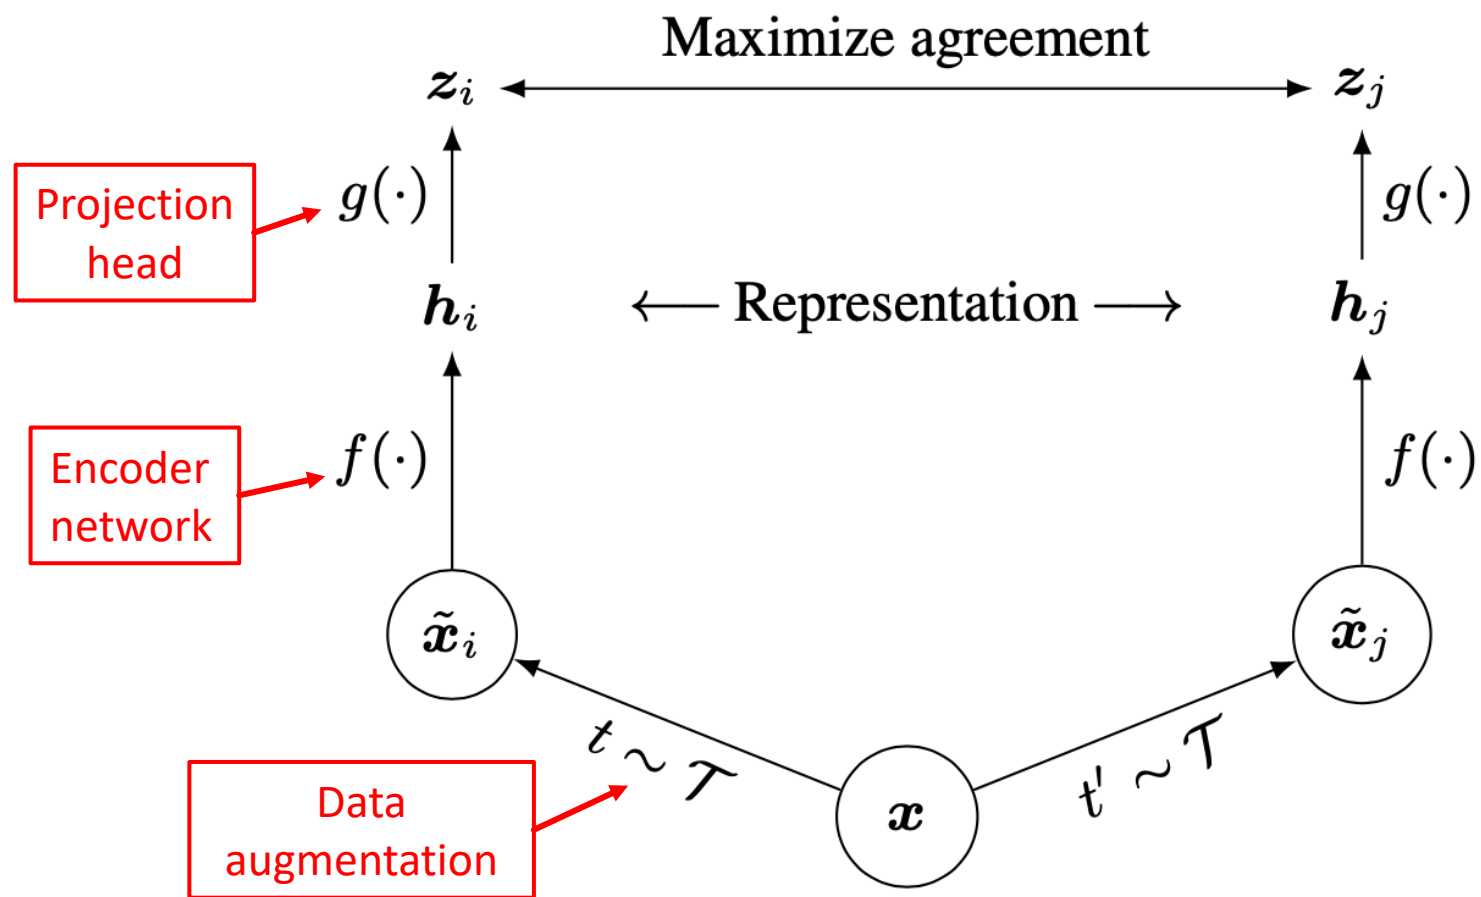 Maximize agreement
z_i
z_j
Projection
head
g(·)
g(·)
h_i
← Representation →
h_j
Encoder
network
f(·)
f(·)
x̃_i
x̃_j
t ~ 𝒯
t′ ~ 𝒯
Data
augmentation
x